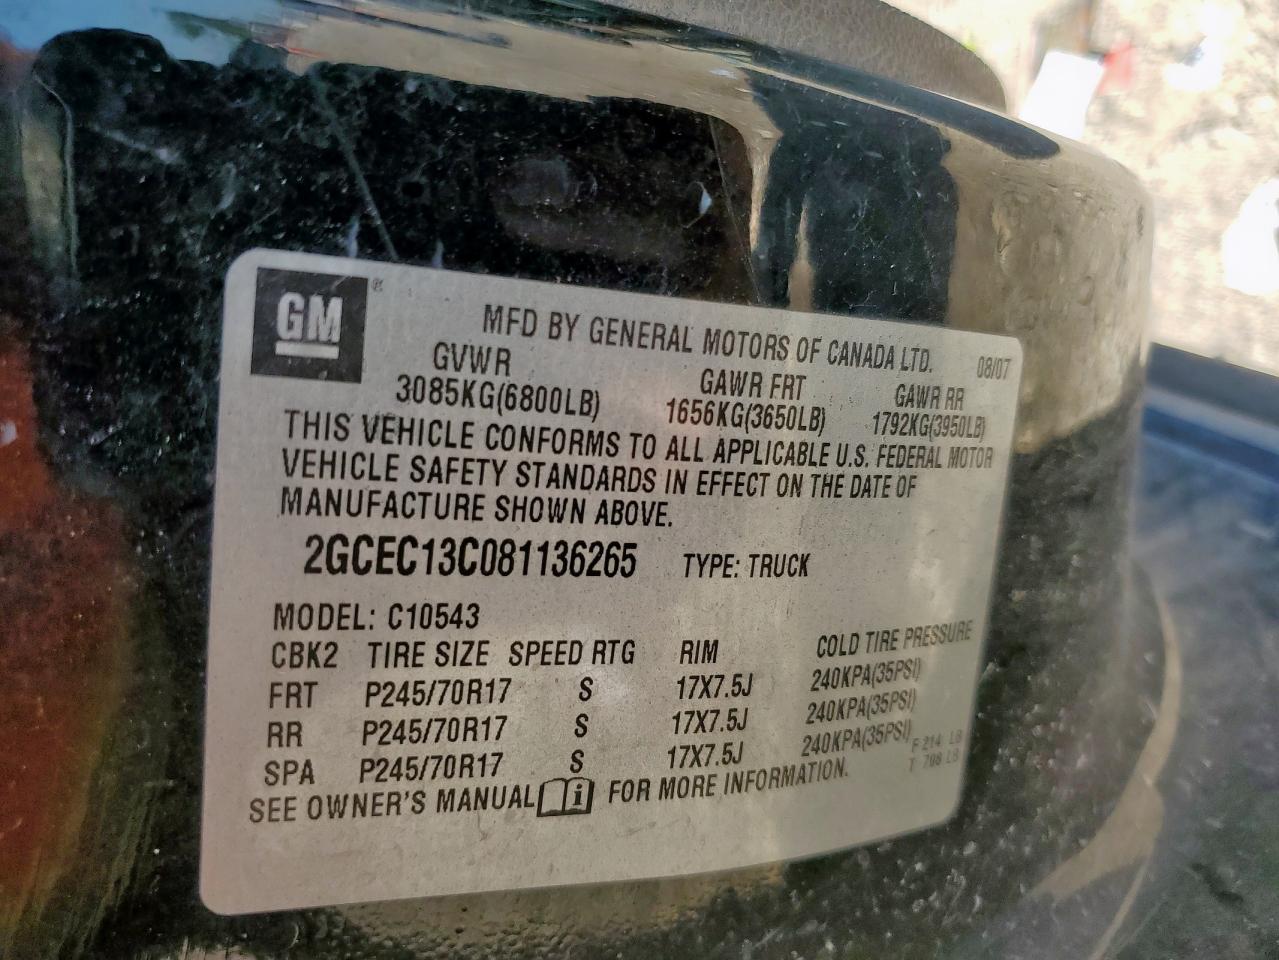 GM ®
MFD BY GENERAL MOTORS OF CANADA LTD.
08/07
GVWR GAWR FRT GAWR RR
3085KG(6800LB) 1656KG(3650LB) 1792KG(3950LB)
THIS VEHICLE CONFORMS TO ALL APPLICABLE U.S. FEDERAL MOTOR
VEHICLE SAFETY STANDARDS IN EFFECT ON THE DATE OF
MANUFACTURE SHOWN ABOVE.
2GCEC13C081136265 TYPE: TRUCK
MODEL: C10543
CBK2 TIRE SIZE SPEED RTG RIM COLD TIRE PRESSURE
FRT P245/70R17 S 17X7.5J 240KPA(35PSI)
RR P245/70R17 S 17X7.5J 240KPA(35PSI)
SPA P245/70R17 S 17X7.5J 240KPA(35PSI)
F 214 LB
T LB
SEE OWNER'S MANUAL i FOR MORE INFORMATION.